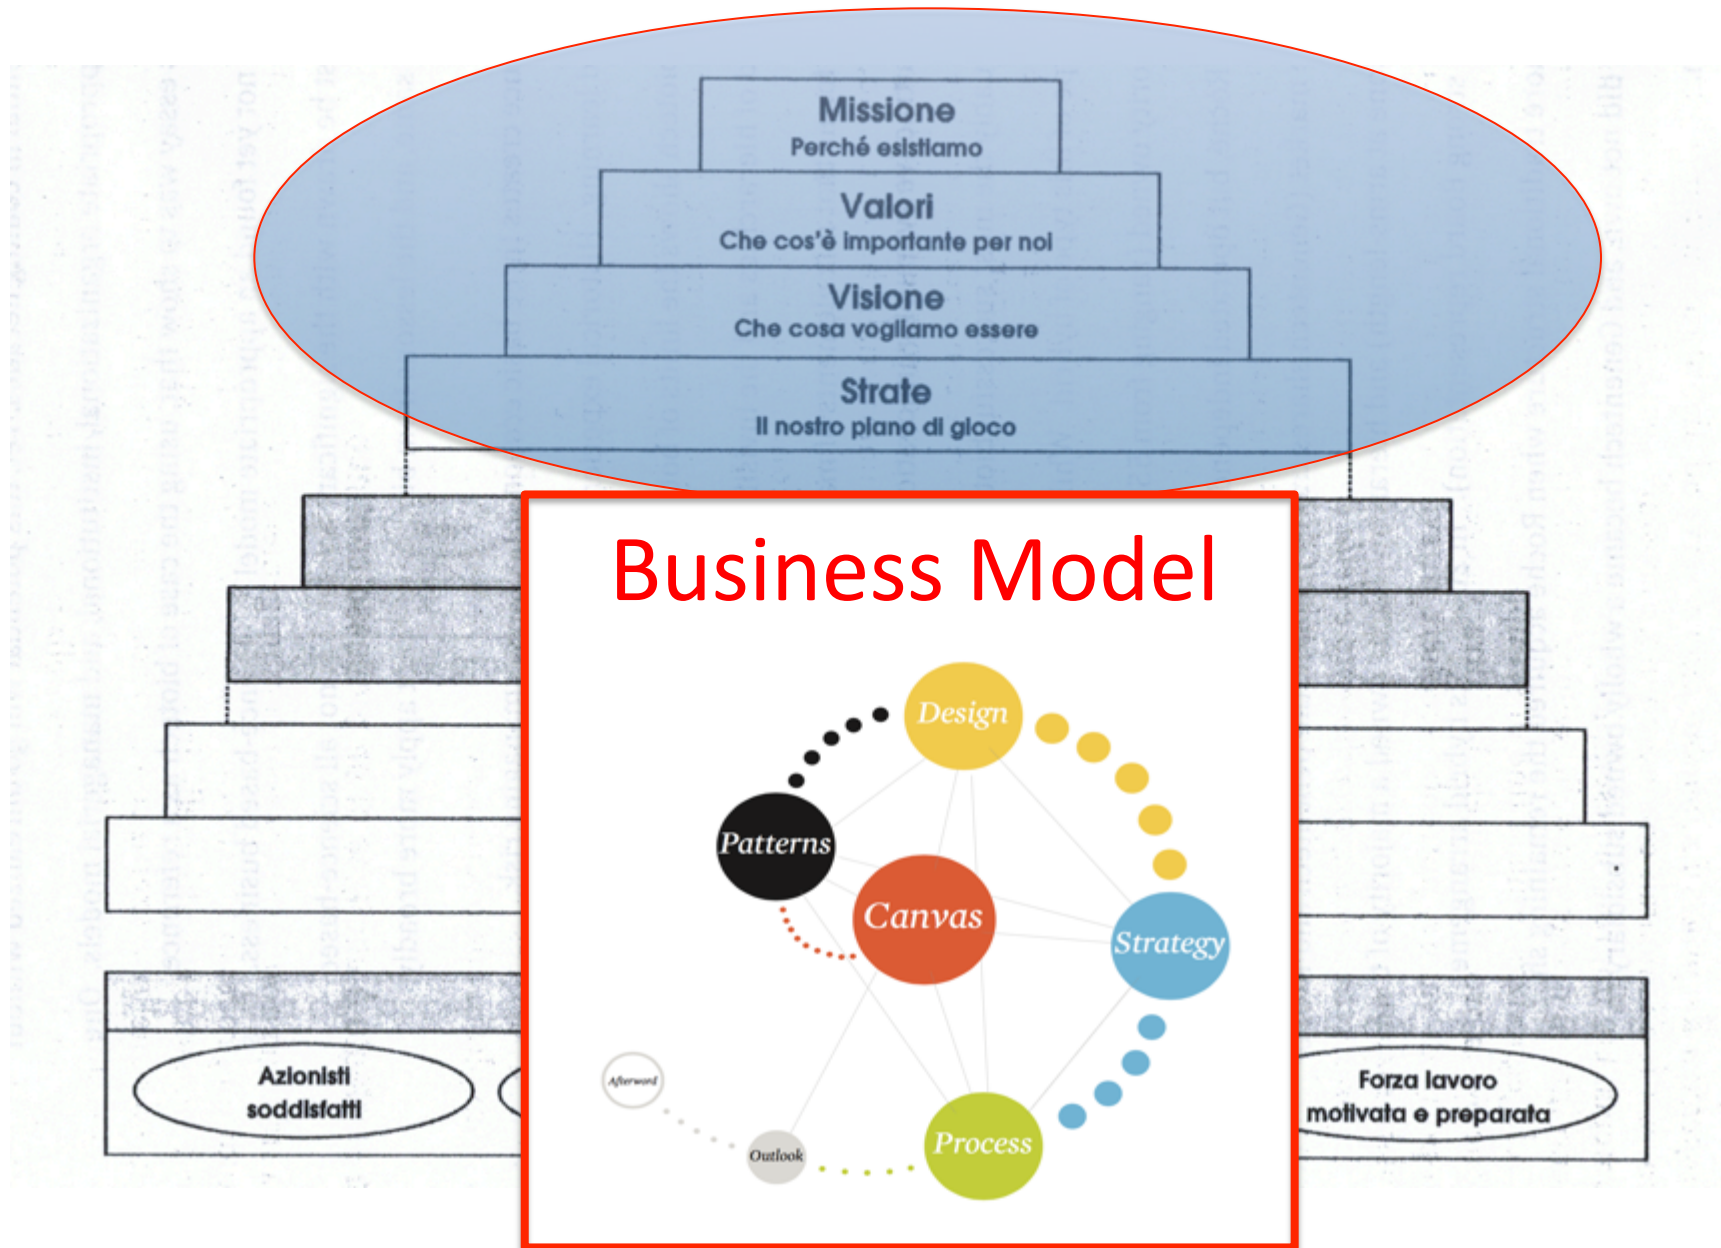 Missione
Perché esistiamo
Valori
Che cos'è importante per noi
Visione
Che cosa vogliamo essere
Strate
Il nostro piano di gioco
Business Model
Design
Patterns
Canvas
Strategy
Afterword
Outlook
Process
Azionisti
soddisfatti
Forza lavoro
motivata e preparata